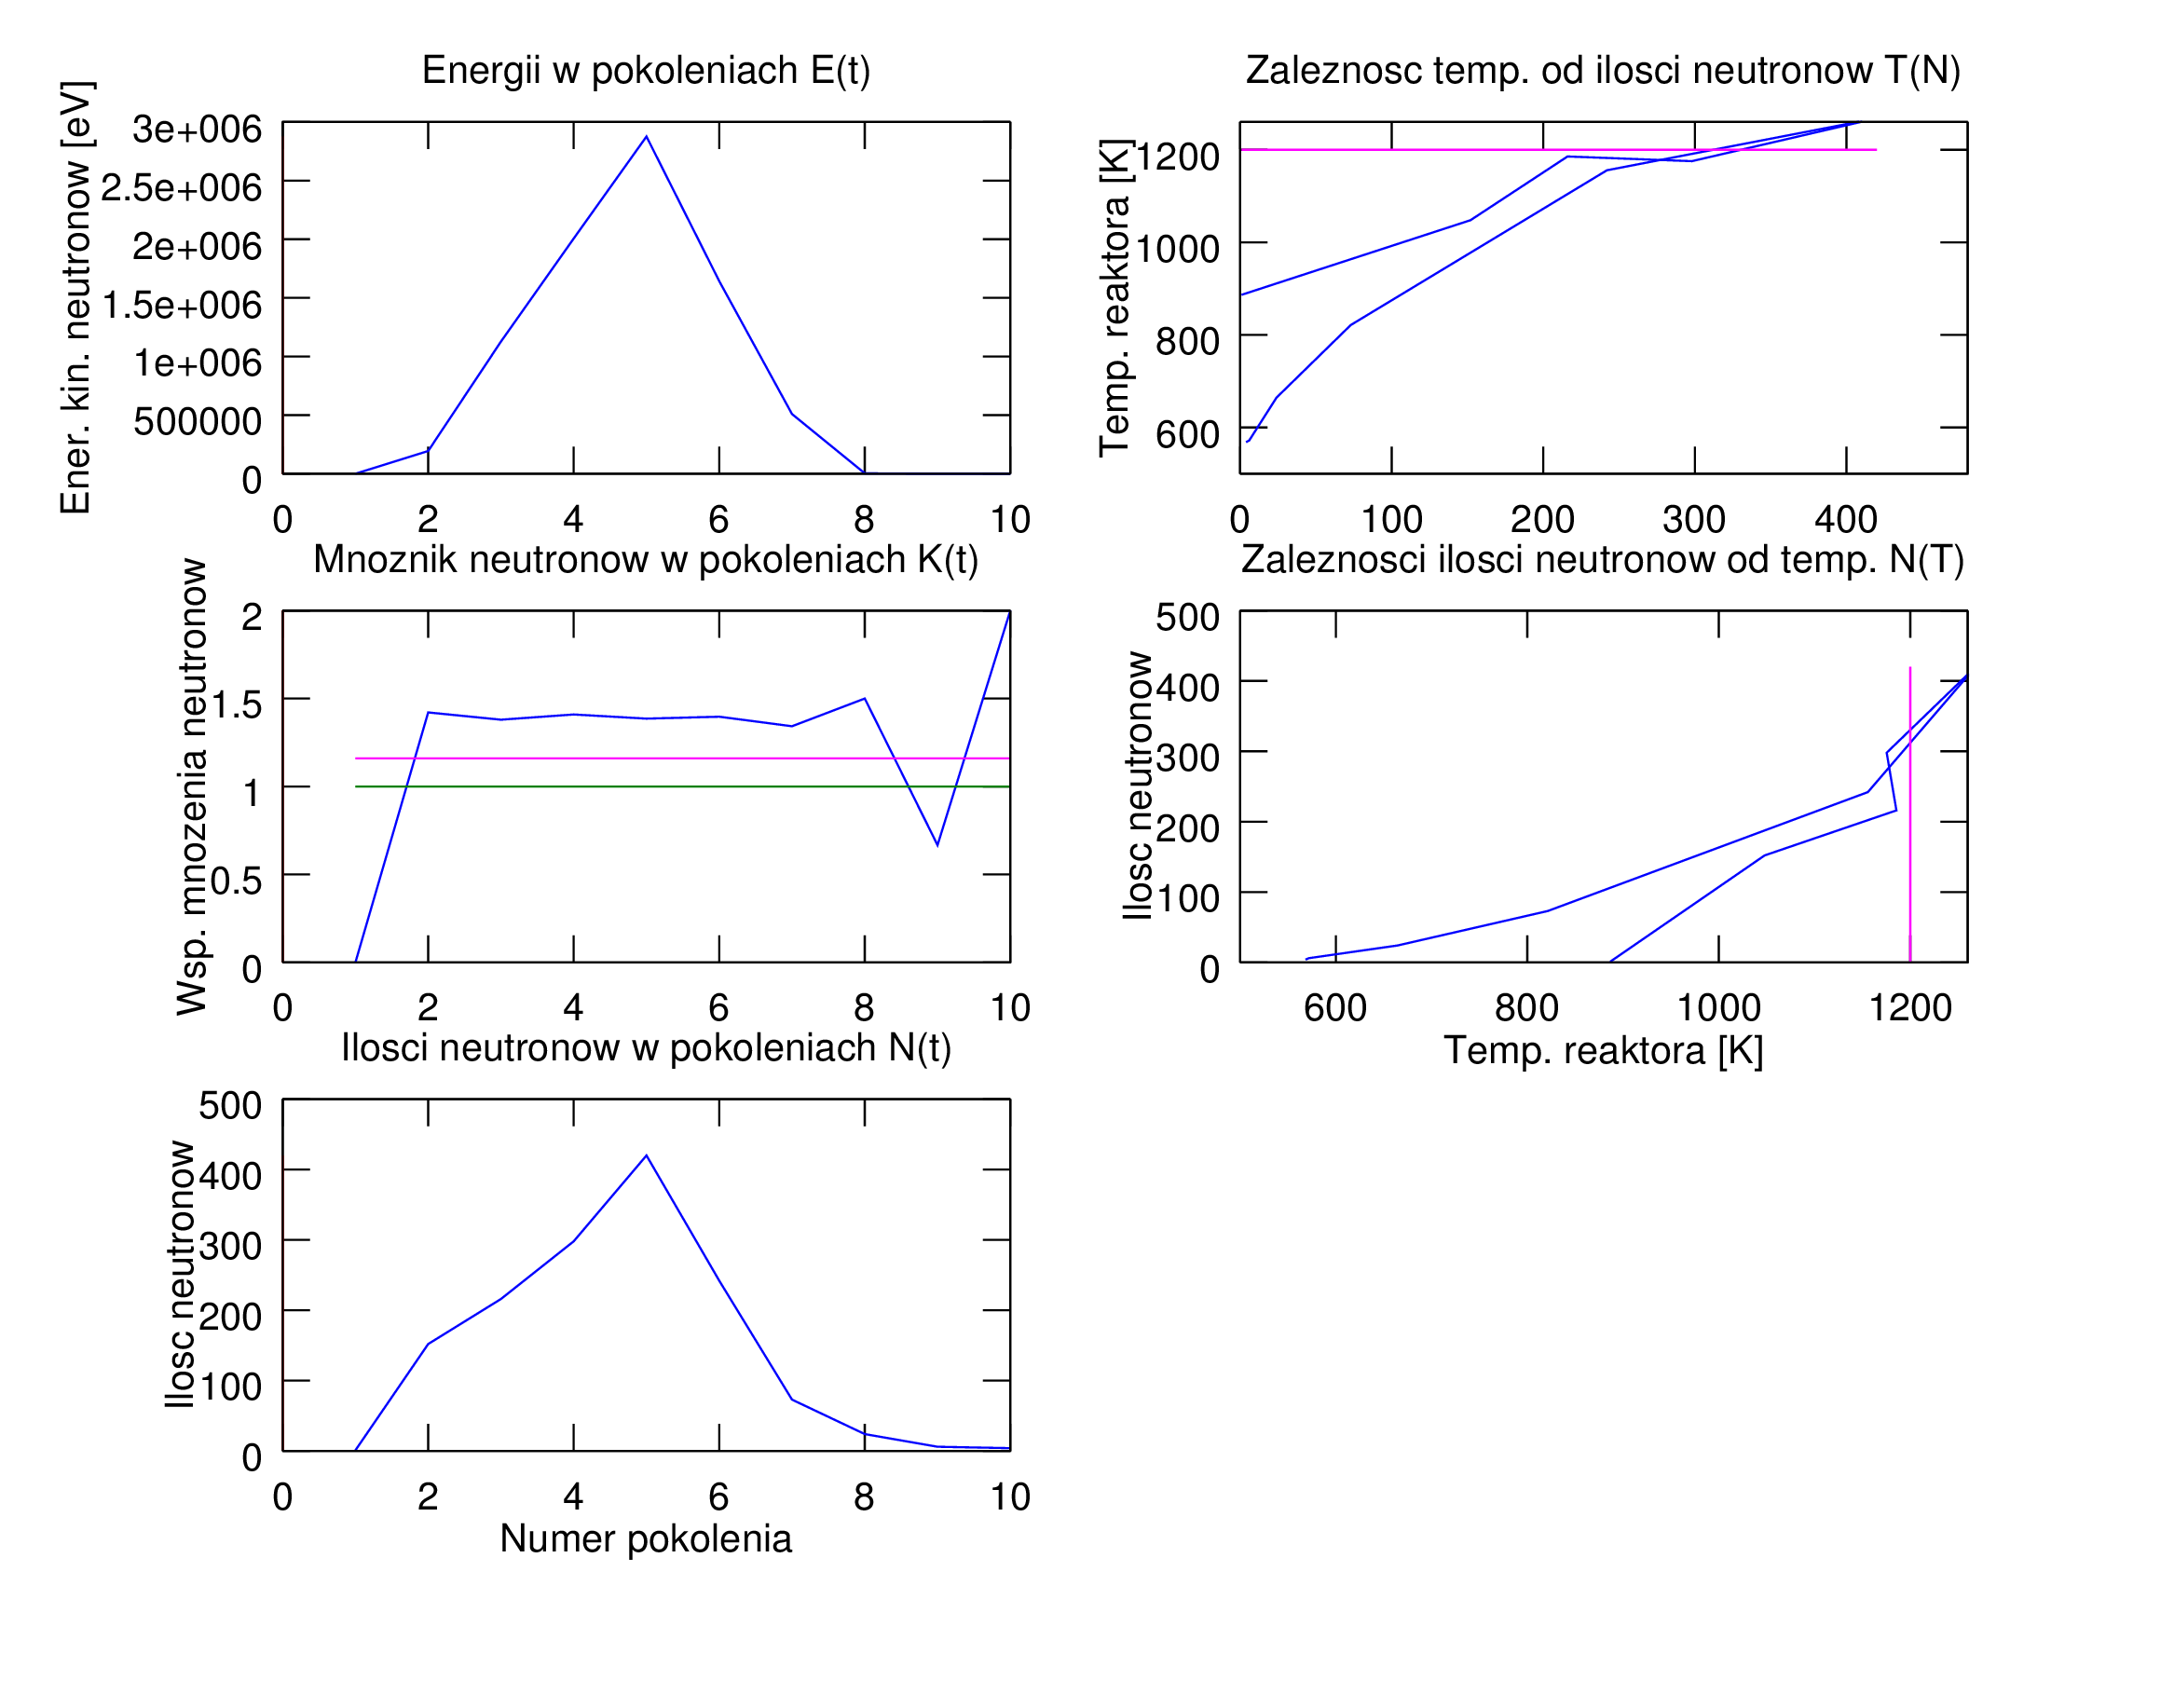 Energii w pokoleniach E(t)
Ener. kin. neutronow [eV]
3e+006
2.5e+006
2e+006
1.5e+006
1e+006
500000
0
0 2 4 6 8 10
Zaleznosc temp. od ilosci neutronow T(N)
Temp. reaktora [K]
1200
1000
800
600
0 100 200 300 400
Mnoznik neutronow w pokoleniach K(t)
Wsp. mnozenia neutronow
2
1.5
1
0.5
0
0 2 4 6 8 10
Zaleznosci ilosci neutronow od temp. N(T)
Ilosc neutronow
500
400
300
200
100
0
600 800 1000 1200
Temp. reaktora [K]
Ilosci neutronow w pokoleniach N(t)
Ilosc neutronow
500
400
300
200
100
0
0 2 4 6 8 10
Numer pokolenia